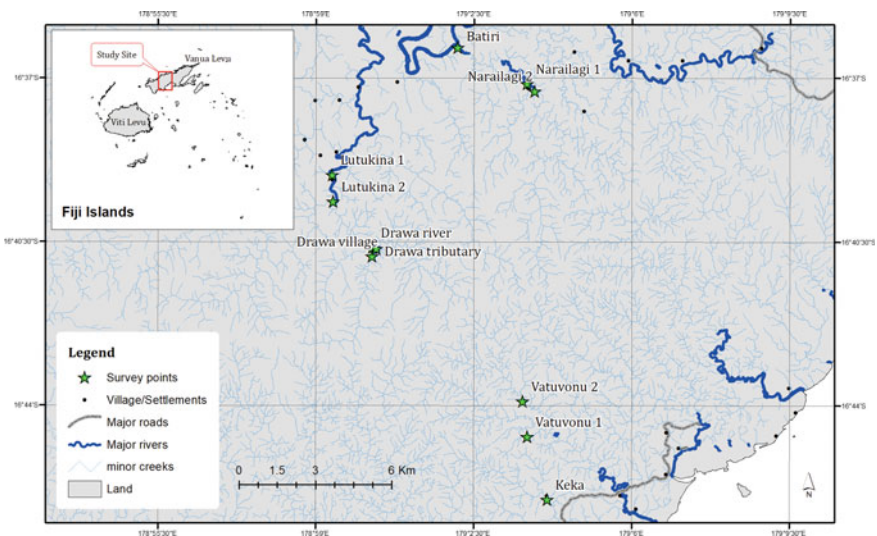 178°55'30"E
178°59'E
179°2'30"E
179°6'E
179°9'30"E
Study Site
Vanua Levu
Viti Levu
Fiji Islands
Batiri
16°37'S
Narailagi 2
Narailagi 1
16°37'S
Lutukina 1
Lutukina 2
Drawa river
16°40'30"S
Drawa village
16°40'30"S
Drawa tributary
Legend
Survey points
Village/Settlements
Major roads
Major rivers
minor creeks
Land
Vatuvonu 2
16°44'S
16°44'S
Vatuvonu 1
0 1.5 3 6 Km
Keka
N
178°55'30"E
178°59'E
179°2'30"E
179°6'E
179°9'30"E